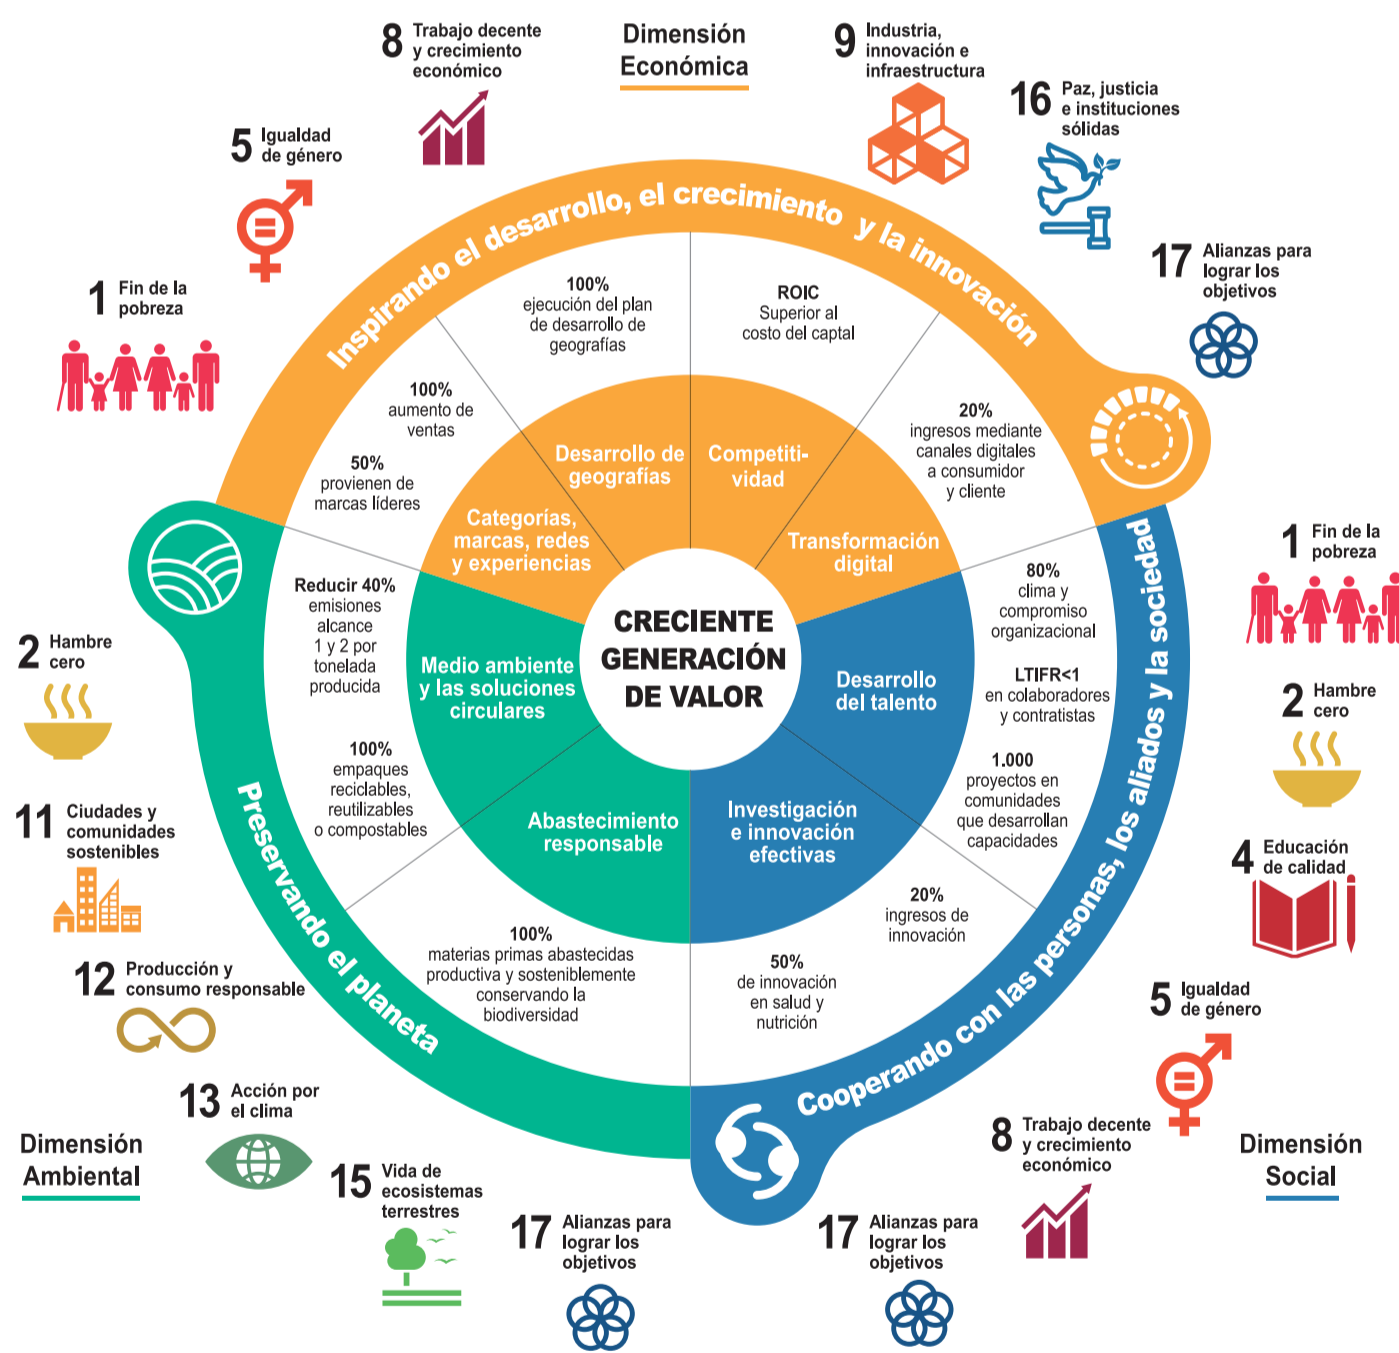 Dimensión
Económica
8 Trabajo decente
y crecimiento
económico
9 Industria,
innovación e
infraestructura
16 Paz, justicia
e instituciones
sólidas
5 Igualdad
de género
17 Alianzas para
lograr los
objetivos
1 Fin de la
pobreza
Inspirando el desarrollo, el crecimiento y la innovación
100%
ejecución del plan
de desarrollo de
geografías
ROIC
Superior al
costo del captal
100%
aumento de
ventas
50%
provienen de
marcas líderes
20%
ingresos mediante
canales digitales
a consumidor
y cliente
Desarrollo de
geografías
Competiti-
vidad
Categorías,
marcas, redes
y experiencias
Transformación
digital
CRECIENTE
GENERACIÓN
DE VALOR
Medio ambiente
y las soluciones
circulares
Desarrollo
del talento
Abastecimiento
responsable
Investigación
e innovación
efectivas
Reducir 40%
emisiones
alcance
1 y 2 por
tonelada
producida
100%
empaques
reciclables,
reutilizables
o compostables
100%
materias primas abastecidas
productiva y sosteniblemente
conservando la
biodiversidad
80%
clima y
compromiso
organizacional
LTIFR<1
en colaboradores
y contratistas
1.000
proyectos en
comunidades
que desarrollan
capacidades
20%
ingresos de
innovación
50%
de innovación
en salud y
nutrición
Preservando el planeta
Cooperando con las personas, los aliados y la sociedad
2 Hambre
cero
11 Ciudades y
comunidades
sostenibles
12 Producción y
consumo responsable
13 Acción por
el clima
Dimensión
Ambiental
15 Vida de
ecosistemas
terrestres
17 Alianzas para
lograr los
objetivos
1 Fin de la
pobreza
2 Hambre
cero
4 Educación
de calidad
5 Igualdad
de género
8 Trabajo decente
y crecimiento
económico
Dimensión
Social
17 Alianzas para
lograr los
objetivos